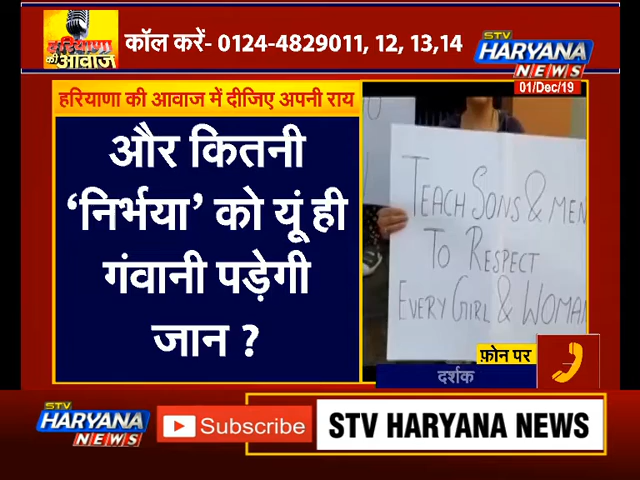 हरियाणा
की आवाज
कॉल करें- 0124-4829011, 12, 13,14
STV
HARYANA
NEWS
01/Dec/19
हरियाणा की आवाज में दीजिए अपनी राय
और कितनी
‘निर्भया’ को यूं ही
गंवानी पड़ेगी
जान ?
TEACH SONS & MEN
TO RESPECT
EVERY GIRL & WOMAN
फ़ोन पर
दर्शक
STV
HARYANA
NEWS
Subscribe
STV HARYANA NEWS